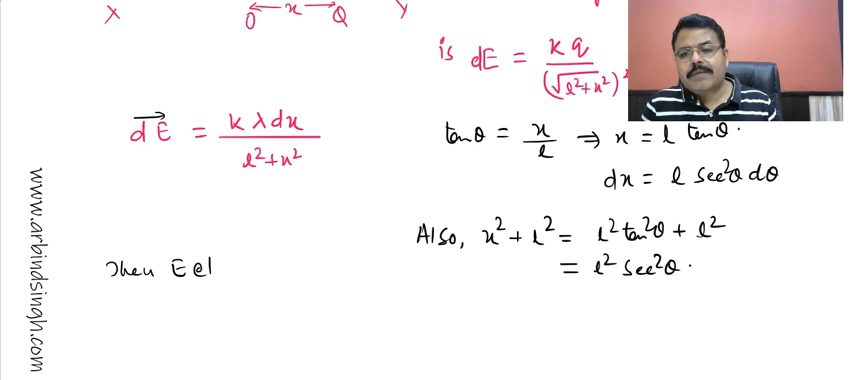 X O ← x → Q Y
is dE = Kq / (√l²+x²)²
dE⃗ = K λ dx / l²+x²
tanθ = x/l ⇒ x = l tanθ.
dx = l sec²θ dθ
Also, x² + l² = l² tan²θ + l²
= l² sec²θ.
Then E @
www.arbindsingh.com